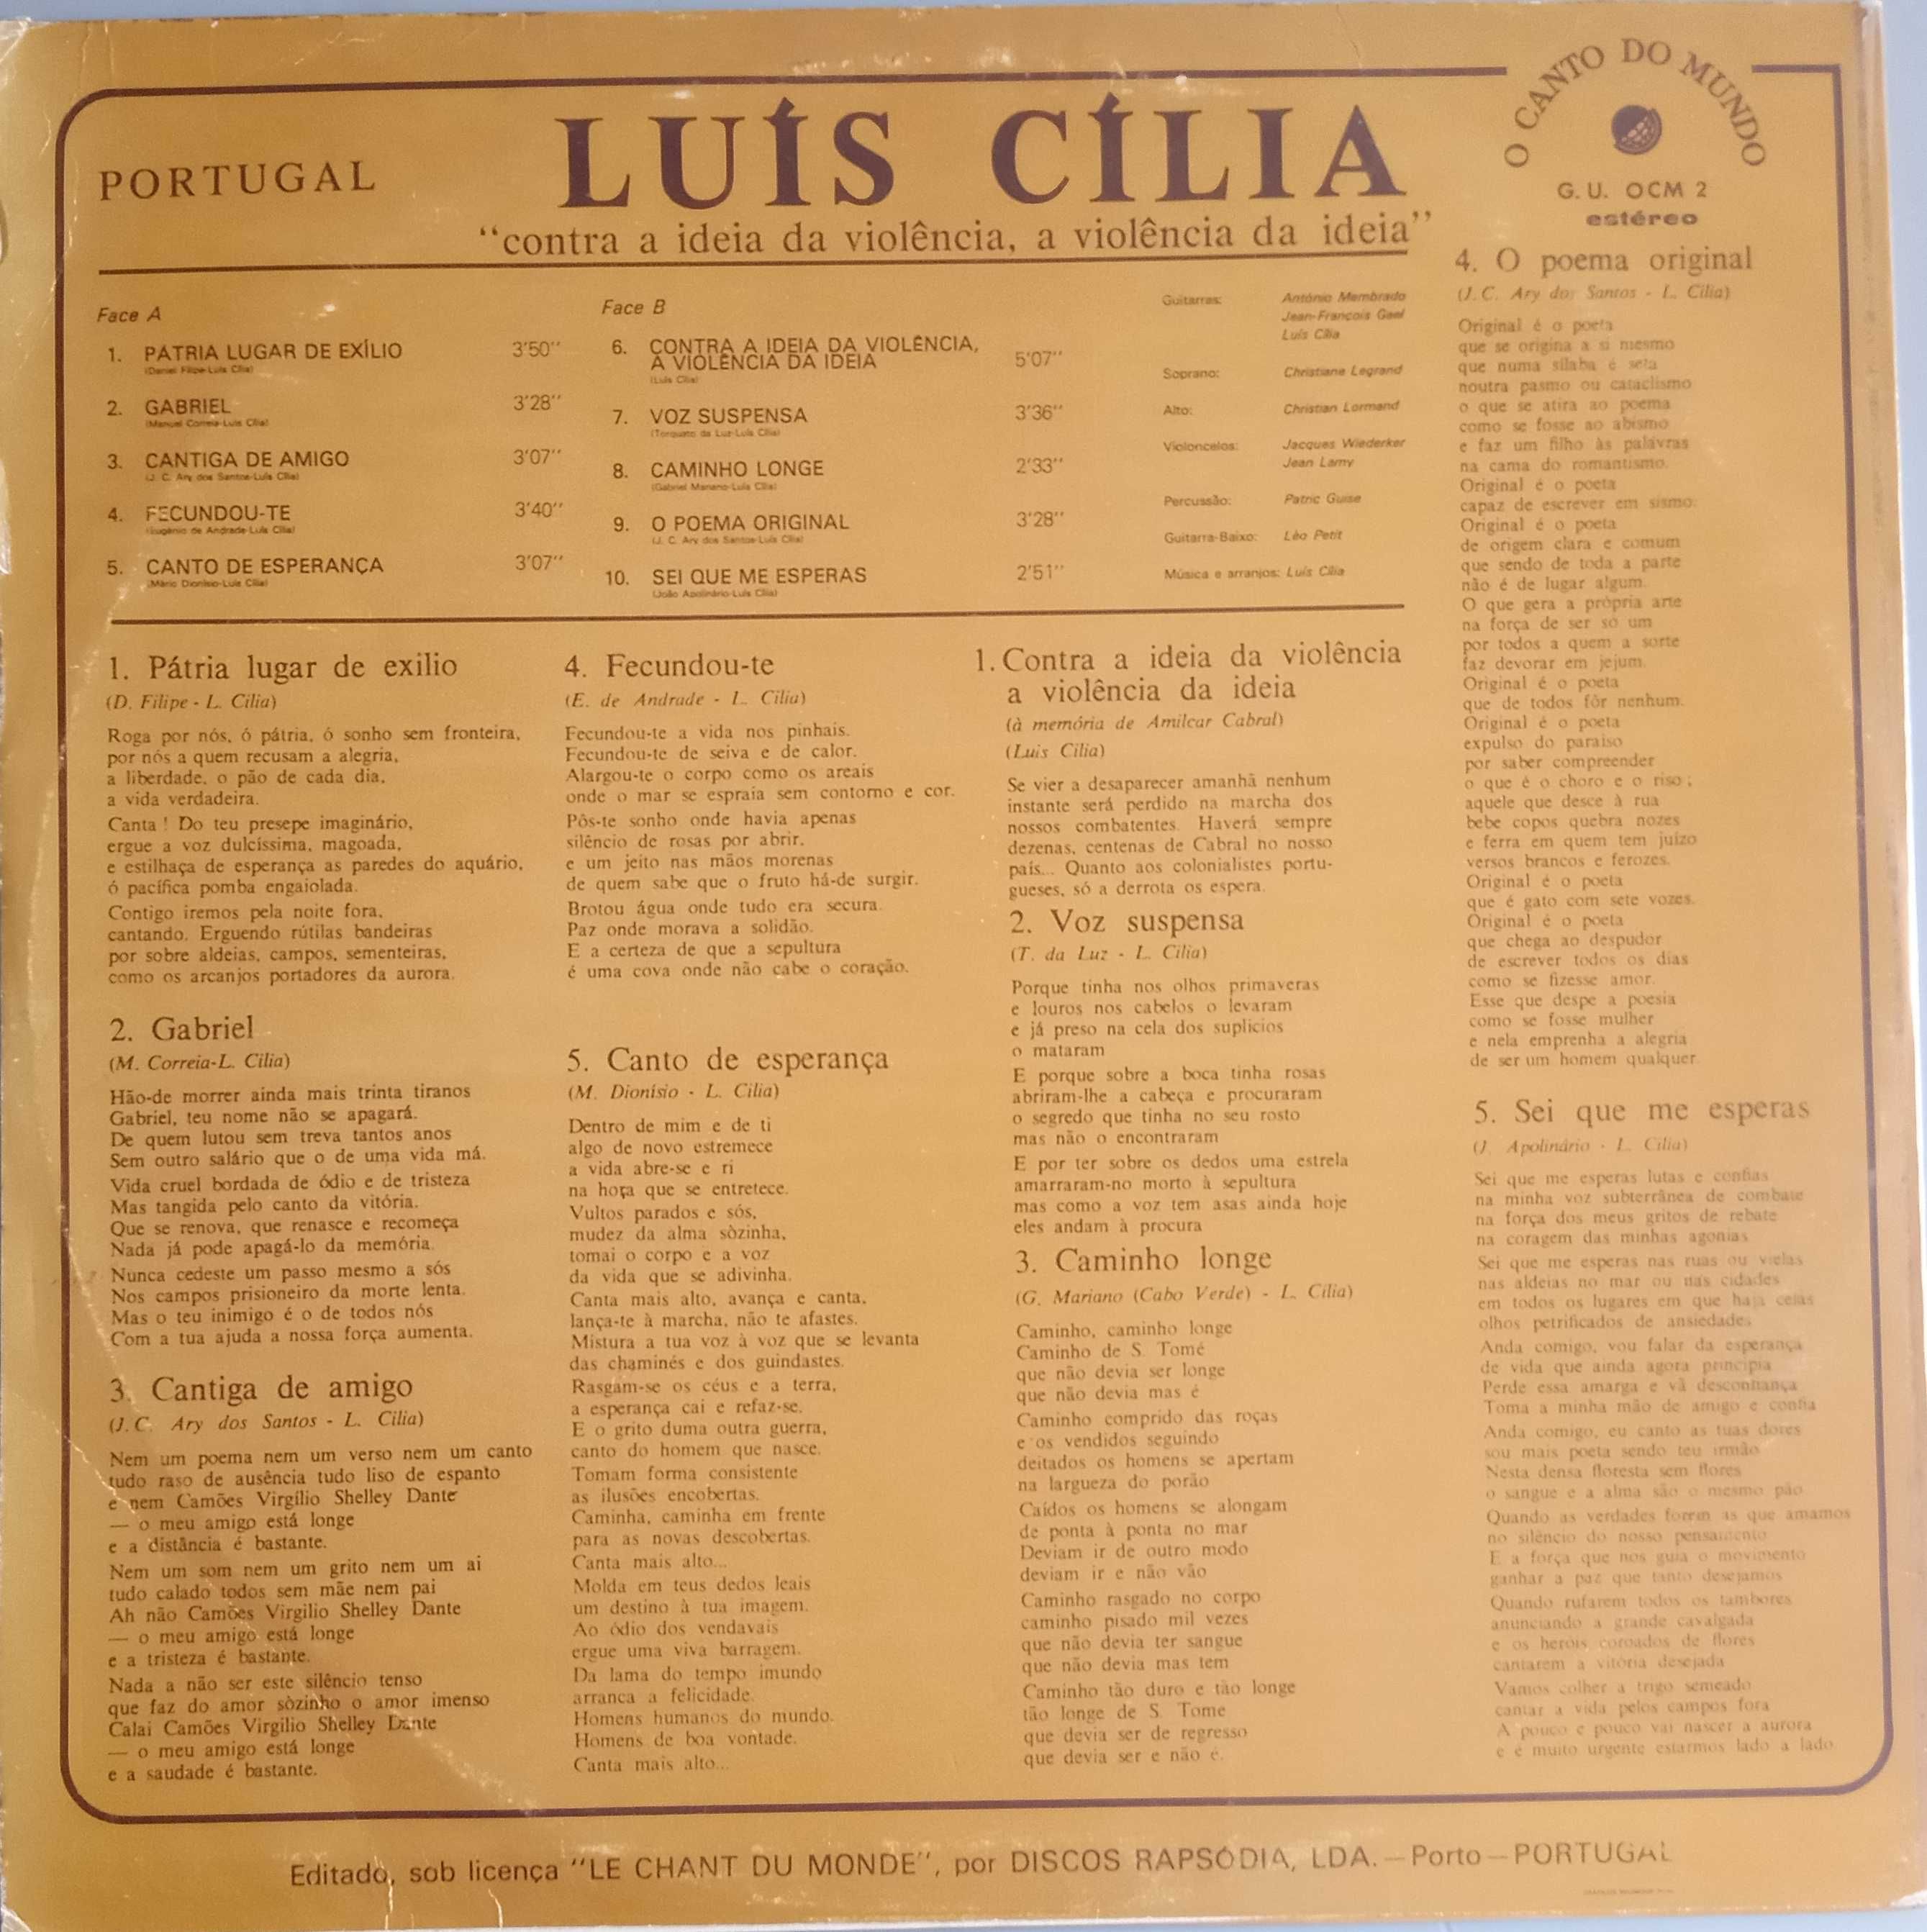 PORTUGAL
LUÍS CÍLIA
“contra a ideia da violência, a violência da ideia”
O CANTO DO MUNDO
G. U. OCM 2
estéreo
Face A
1. PÁTRIA LUGAR DE EXÍLIO 3'50''
(Daniel Filipe-Luís Cília)
2. GABRIEL 3'28''
(Manuel Correia-Luís Cília)
3. CANTIGA DE AMIGO 3'07''
(J. C. Ary dos Santos-Luís Cília)
4. FECUNDOU-TE 3'40''
(Eugénio de Andrade-Luís Cília)
5. CANTO DE ESPERANÇA 3'07''
(Mário Dionísio-Luís Cília)
Face B
6. CONTRA A IDEIA DA VIOLÊNCIA,
A VIOLÊNCIA DA IDEIA 5'07''
(Luís Cília)
7. VOZ SUSPENSA 3'36''
(Torquato da Luz-Luís Cília)
8. CAMINHO LONGE 2'33''
(Gabriel Mariano-Luís Cília)
9. O POEMA ORIGINAL 3'28''
(J. C. Ary dos Santos-Luís Cília)
10. SEI QUE ME ESPERAS 2'51''
(João Apolinário-Luís Cília)
Guitarras: António Membrado
Jean-François Gael
Luís Cília
Soprano: Christiane Legrand
Alto: Christian Lormand
Violoncelos: Jacques Wiederker
Jean Lamy
Percussão: Patric Guise
Guitarra-Baixo: Léo Petit
Música e arranjos: Luís Cília
1. Pátria lugar de exilio
(D. Filipe - L. Cilia)
Roga por nós, ó pátria, ó sonho sem fronteira,
por nós a quem recusam a alegria,
a liberdade, o pão de cada dia,
a vida verdadeira.
Canta ! Do teu presepe imaginário,
ergue a voz dulcíssima, magoada,
e estilhaça de esperança as paredes do aquário,
ó pacífica pomba engaiolada.
Contigo iremos pela noite fora,
cantando. Erguendo rútilas bandeiras
por sobre aldeias, campos, sementeiras,
como os arcanjos portadores da aurora.
2. Gabriel
(M. Correia-L. Cilia)
Hão-de morrer ainda mais trinta tiranos
Gabriel, teu nome não se apagará.
De quem lutou sem treva tantos anos
Sem outro salário que o de uma vida má.
Vida cruel bordada de ódio e de tristeza
Mas tangida pelo canto da vitória.
Que se renova, que renasce e recomeça
Nada já pode apagá-lo da memória.
Nunca cedeste um passo mesmo a sós
Nos campos prisioneiro da morte lenta.
Mas o teu inimigo é o de todos nós
Com a tua ajuda a nossa força aumenta.
3. Cantiga de amigo
(J.C. Ary dos Santos - L. Cilia)
Nem um poema nem um verso nem um canto
tudo raso de ausência tudo liso de espanto
e nem Camões Virgílio Shelley Dante
— o meu amigo está longe
e a distância é bastante.
Nem um som nem um grito nem um ai
tudo calado todos sem mãe nem pai
Ah não Camões Virgilio Shelley Dante
— o meu amigo está longe
e a tristeza é bastante.
Nada a não ser este silêncio tenso
que faz do amor sòzinho o amor imenso
Calai Camões Virgilio Shelley Dante
— o meu amigo está longe
e a saudade é bastante.
4. Fecundou-te
(E. de Andrade - L. Cilia)
Fecundou-te a vida nos pinhais.
Fecundou-te de seiva e de calor.
Alargou-te o corpo como os areais
onde o mar se espraia sem contorno e cor.
Pôs-te sonho onde havia apenas
silêncio de rosas por abrir,
e um jeito nas mãos morenas
de quem sabe que o fruto há-de surgir.
Brotou água onde tudo era secura.
Paz onde morava a solidão.
E a certeza de que a sepultura
é uma cova onde não cabe o coração.
5. Canto de esperança
(M. Dionísio - L. Cilia)
Dentro de mim e de ti
algo de novo estremece
a vida abre-se e ri
na hora que se entretece.
Vultos parados e sós,
mudez da alma sòzinha,
tomai o corpo e a voz
da vida que se adivinha.
Canta mais alto, avança e canta,
lança-te à marcha, não te afastes.
Mistura a tua voz à voz que se levanta
das chaminés e dos guindastes.
Rasgam-se os céus e a terra,
a esperança cai e refaz-se.
E o grito duma outra guerra,
canto do homem que nasce.
Tomam forma consistente
as ilusões encobertas.
Caminha, caminha em frente
para as novas descobertas.
Canta mais alto...
Molda em teus dedos leais
um destino à tua imagem.
Ao ódio dos vendavais
ergue uma viva barragem.
Da lama do tempo imundo
arranca a felicidade.
Homens humanos do mundo.
Homens de boa vontade.
Canta mais alto...
1. Contra a ideia da violência
a violência da ideia
(à memória de Amilcar Cabral)
(Luis Cilia)
Se vier a desaparecer amanhã nenhum
instante será perdido na marcha dos
nossos combatentes. Haverá sempre
dezenas, centenas de Cabral no nosso
país... Quanto aos colonialistes portu-
gueses, só a derrota os espera.
2. Voz suspensa
(T. da Luz - L. Cilia)
Porque tinha nos olhos primaveras
e louros nos cabelos o levaram
e já preso na cela dos suplicios
o mataram
E porque sobre a boca tinha rosas
abriram-lhe a cabeça e procuraram
o segredo que tinha no seu rosto
mas não o encontraram
E por ter sobre os dedos uma estrela
amarraram-no morto à sepultura
mas como a voz tem asas ainda hoje
eles andam à procura
3. Caminho longe
(G. Mariano (Cabo Verde) - L. Cilia)
Caminho, caminho longe
Caminho de S. Tomé
que não devia ser longe
que não devia mas é
Caminho comprido das roças
e os vendidos seguindo
deitados os homens se apertam
na largueza do porão
Caídos os homens se alongam
de ponta à ponta no mar
Deviam ir de outro modo
deviam ir e não vão
Caminho rasgado no corpo
caminho pisado mil vezes
que não devia ter sangue
que não devia mas tem
Caminho tão duro e tão longe
tão longe de S. Tome
que devia ser de regresso
que devia ser e não é.
4. O poema original
(J.C. Ary dos Santos - L. Cilia)
Original é o poeta
que se origina a si mesmo
que numa sílaba é seta
noutra pasmo ou cataclismo
o que se atira ao poema
como se fosse ao abismo
e faz um filho às palavras
na cama do romantismo.
Original é o poeta
capaz de escrever em sismo.
Original é o poeta
de origem clara e comum
que sendo de toda a parte
não é de lugar algum.
O que gera a própria arte
na força de ser só um
por todos a quem a sorte
faz devorar em jejum.
Original é o poeta
que de todos fôr nenhum.
Original é o poeta
expulso do paraiso
por saber compreender
o que é o choro e o riso ;
aquele que desce à rua
bebe copos quebra nozes
e ferra em quem tem juízo
versos brancos e ferozes.
Original é o poeta
que é gato com sete vozes.
Original é o poeta
que chega ao despudor
de escrever todos os dias
como se fizesse amor.
Esse que despe a poesia
como se fosse mulher
e nela emprenha a alegria
de ser um homem qualquer.
5. Sei que me esperas
(J. Apolinário - L. Cilia)
Sei que me esperas lutas e confias
na minha voz subterrânea de combate
na força dos meus gritos de rebate
na coragem das minhas agonias
Sei que me esperas nas ruas ou vielas
nas aldeias no mar ou nas cidades
em todos os lugares em que haja celas
olhos petrificados de ansiedade.
Anda comigo, vou falar da esperança
de vida que ainda agora principia
Perde essa amarga e vã desconfiança
Toma a minha mão de amigo e confia
Anda comigo, eu canto as tuas dores
sou mais poeta sendo teu irmão
Nesta densa floresta sem flores
o sangue e a alma são o mesmo pão
Quando as verdades forem as que amamos
no silêncio do nosso pensamento
E a força que nos guia o movimento
ganhar a paz que tanto desejamos
Quando rufarem todos os tambores
anunciando a grande cavalgada
e os heróis coroados de flores
cantarem a vitória desejada
Vamos colher a trigo semeado
cantar a vida pelos campos fora
A pouco e pouco vai nascer a aurora
e é muito urgente estarmos lado a lado
Editado, sob licença “LE CHANT DU MONDE”, por DISCOS RAPSÓDIA, LDA. — Porto — PORTUGAL